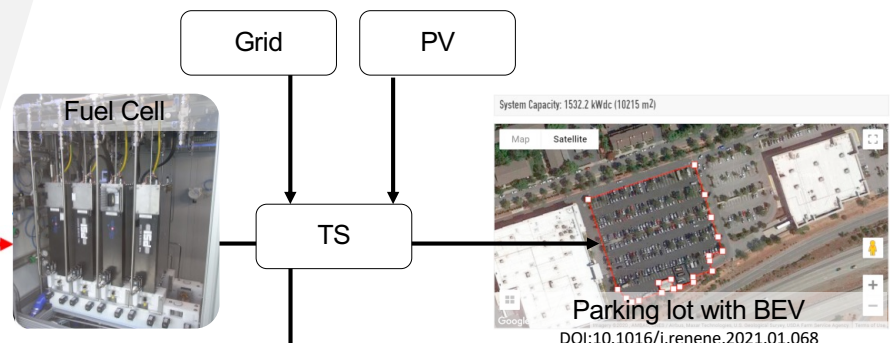 Grid
PV
Fuel Cell
System Capacity: 1532.2 kWdc (10215 m2)
Map
Satellite
TS
Google
Parking lot with BEV
DOI:10.1016/j.renene.2021.01.068